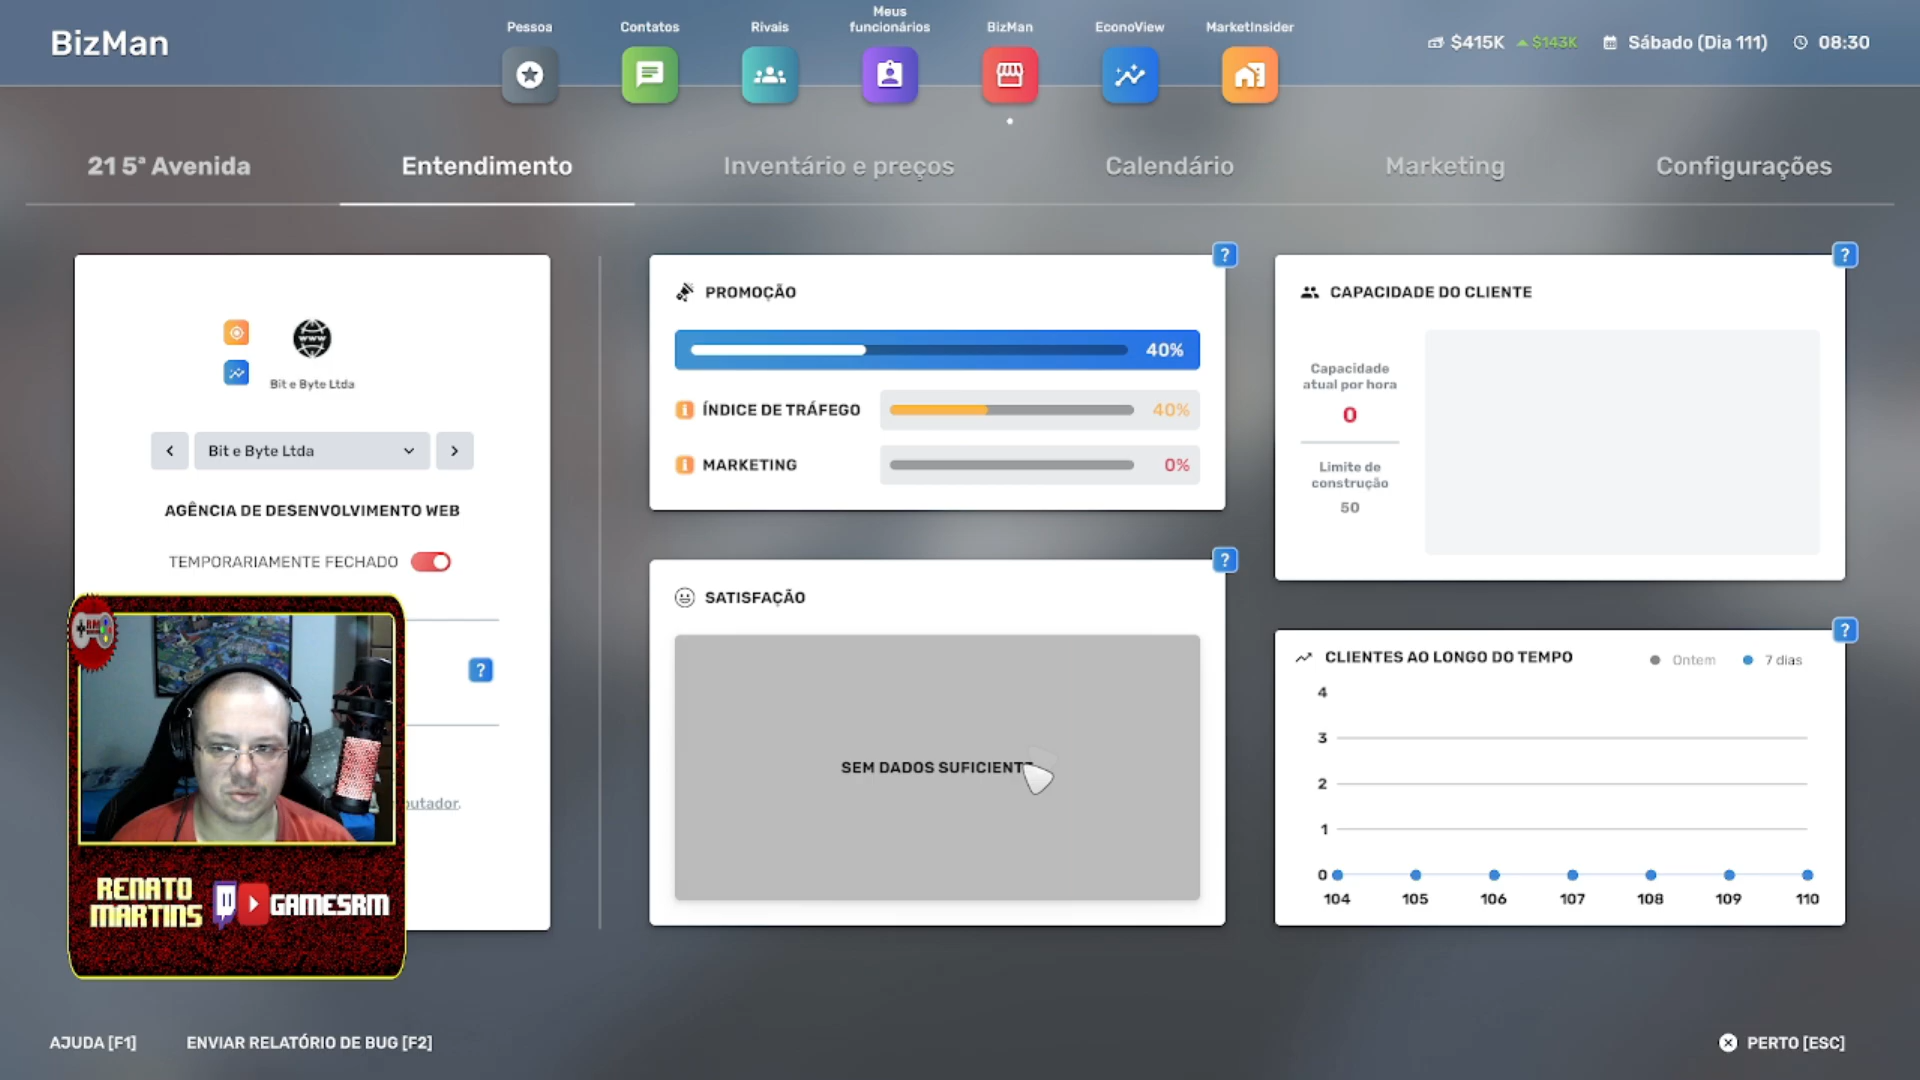 BizMan
Pessoa
Contatos
Rivais
Meus
funcionários
BizMan
EconoView
MarketInsider
$415K
$143K
Sábado (Dia 111)
08:30
21 5ª Avenida
Entendimento
Inventário e preços
Calendário
Marketing
Configurações
WWW
Bit e Byte Ltda
Bit e Byte Ltda
AGÊNCIA DE DESENVOLVIMENTO WEB
TEMPORARIAMENTE FECHADO
?
putador.
RM
RENATO
MARTINS
GAMESRM
?
PROMOÇÃO
40%
ÍNDICE DE TRÁFEGO
40%
MARKETING
0%
?
SATISFAÇÃO
SEM DADOS SUFICIENTE
?
CAPACIDADE DO CLIENTE
Capacidade
atual por hora
0
Limite de
construção
50
?
CLIENTES AO LONGO DO TEMPO
Ontem
7 dias
4
3
2
1
0
104 105 106 107 108 109 110
AJUDA [F1]
ENVIAR RELATÓRIO DE BUG [F2]
PERTO [ESC]